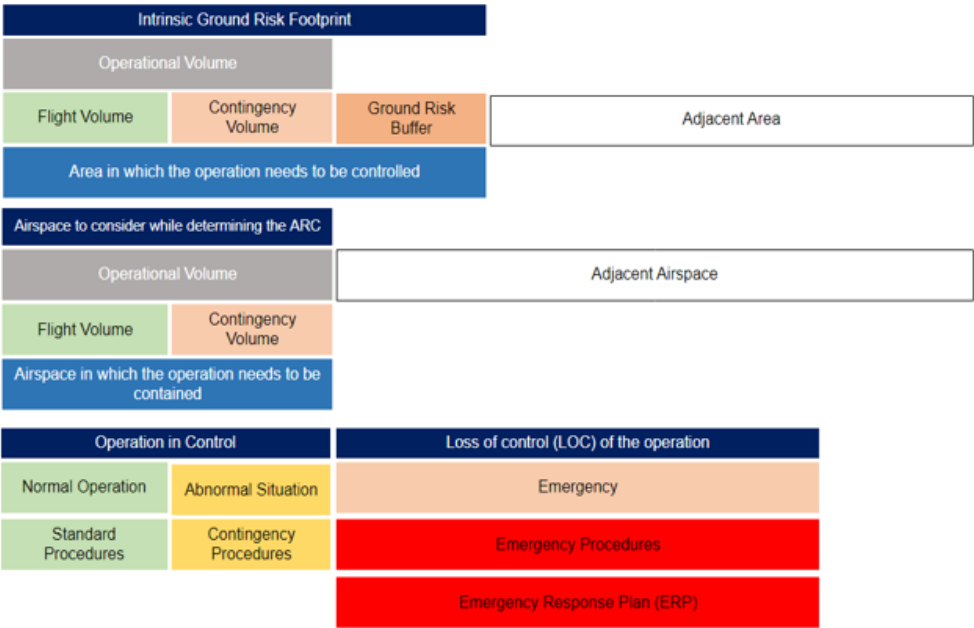 Intrinsic Ground Risk Footprint
Operational Volume
Flight Volume
Contingency
Volume
Ground Risk
Buffer
Adjacent Area
Area in which the operation needs to be controlled
Airspace to consider while determining the ARC
Operational Volume
Adjacent Airspace
Flight Volume
Contingency
Volume
Airspace in which the operation needs to be
contained
Operation in Control
Loss of control (LOC) of the operation
Normal Operation
Abnormal Situation
Emergency
Standard
Procedures
Contingency
Procedures
Emergency Procedures
Emergency Response Plan (ERP)